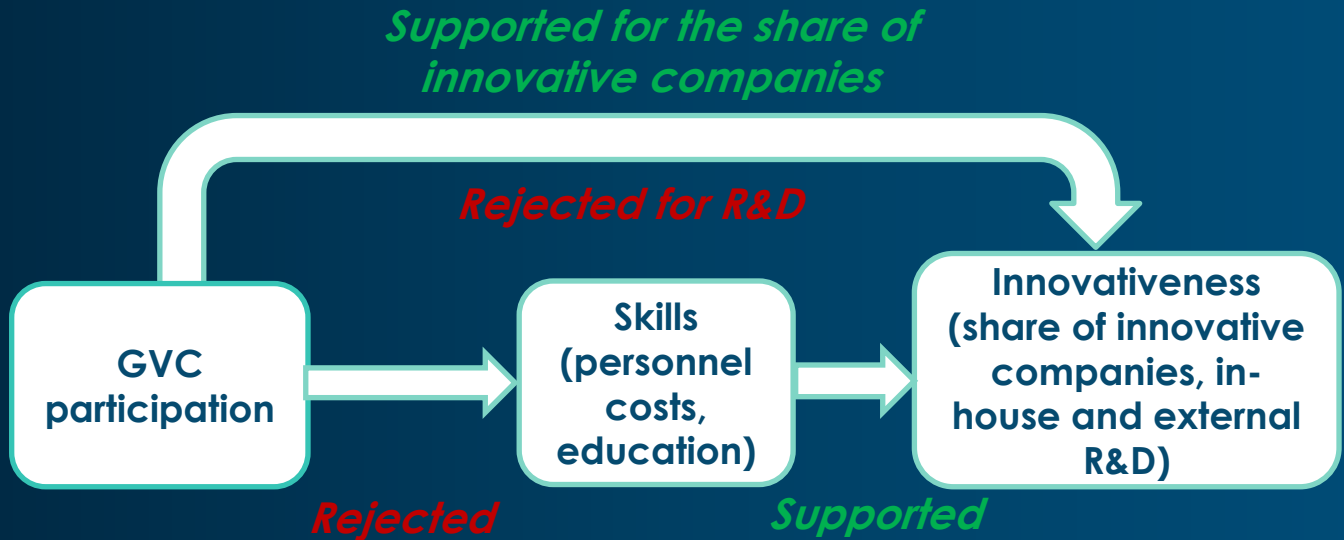 Supported for the share of
innovative companies
Rejected for R&D
GVC
participation
Skills
(personnel
costs,
education)
Innovativeness
(share of innovative
companies, in-
house and external
R&D)
Rejected
Supported